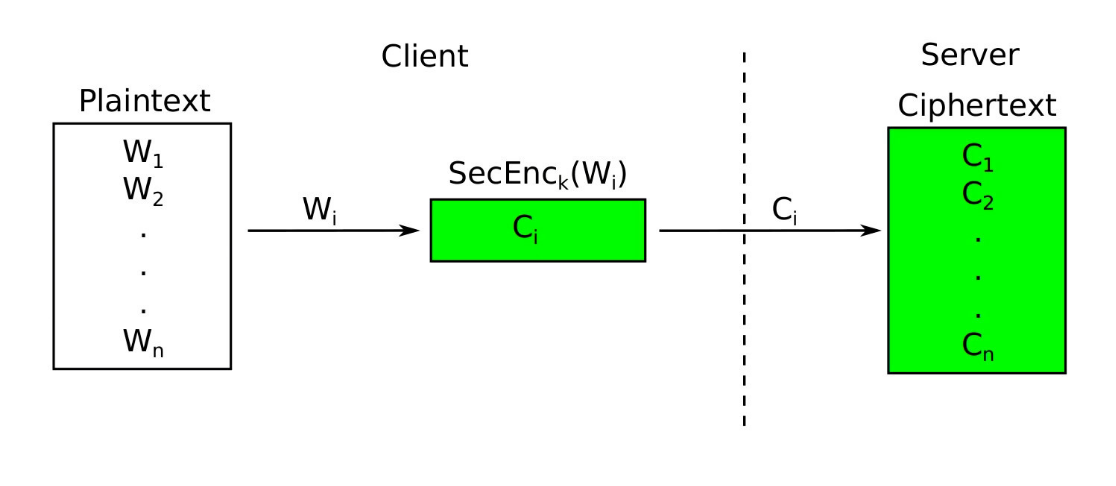 Client
Server
Plaintext
Ciphertext
W1
W2
.
.
.
Wn
Wi
SecEnck(Wi)
Ci
Ci
C1
C2
.
.
.
Cn